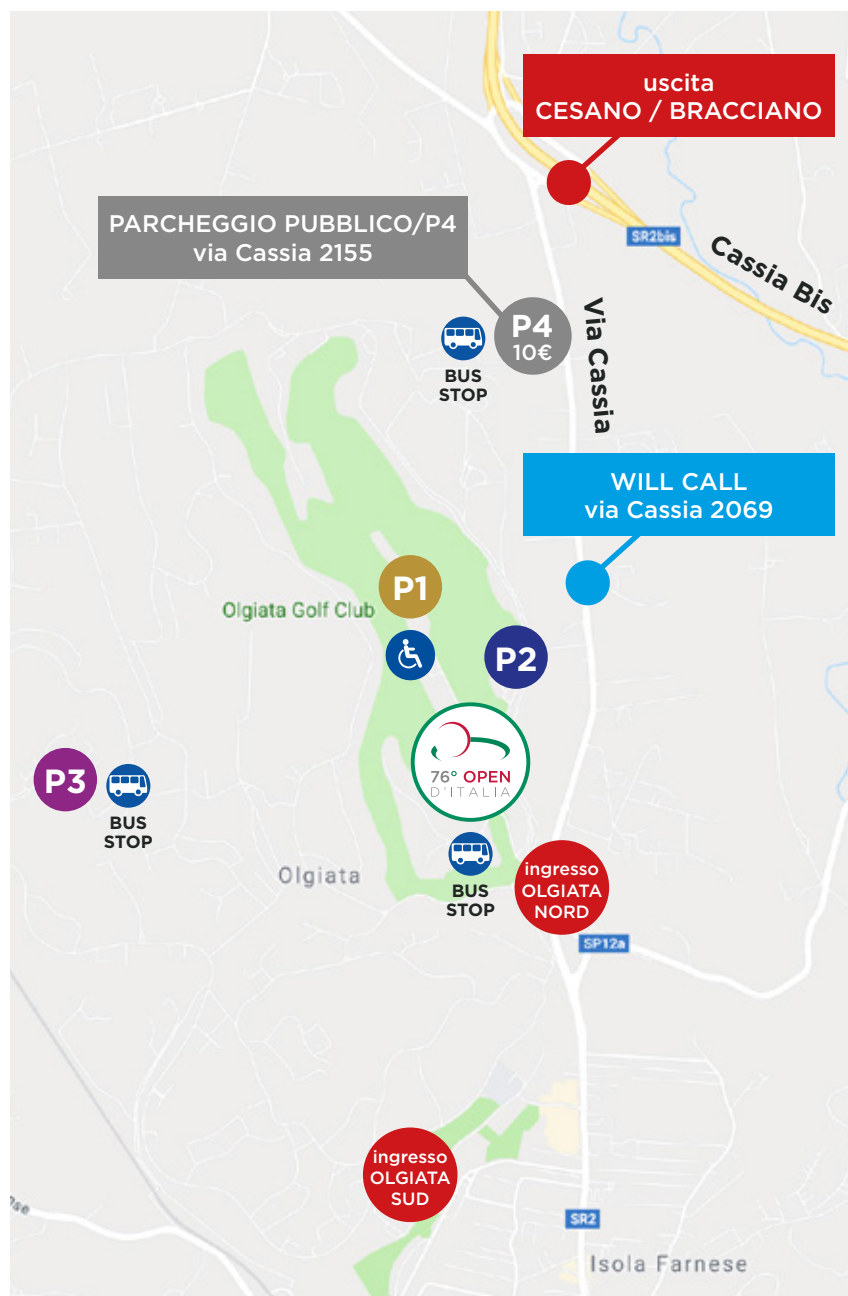 uscita
CESANO / BRACCIANO
PARCHEGGIO PUBBLICO/P4
via Cassia 2155
SR2bis
Cassia Bis
P4
10€
BUS
STOP
Via Cassia
WILL CALL
via Cassia 2069
P1
Olgiata Golf Club
P2
76° OPEN
D'ITALIA
P3
BUS
STOP
Olgiata
BUS
STOP
ingresso
OLGIATA
NORD
SP12a
ingresso
OLGIATA
SUD
SR2
Isola Farnese